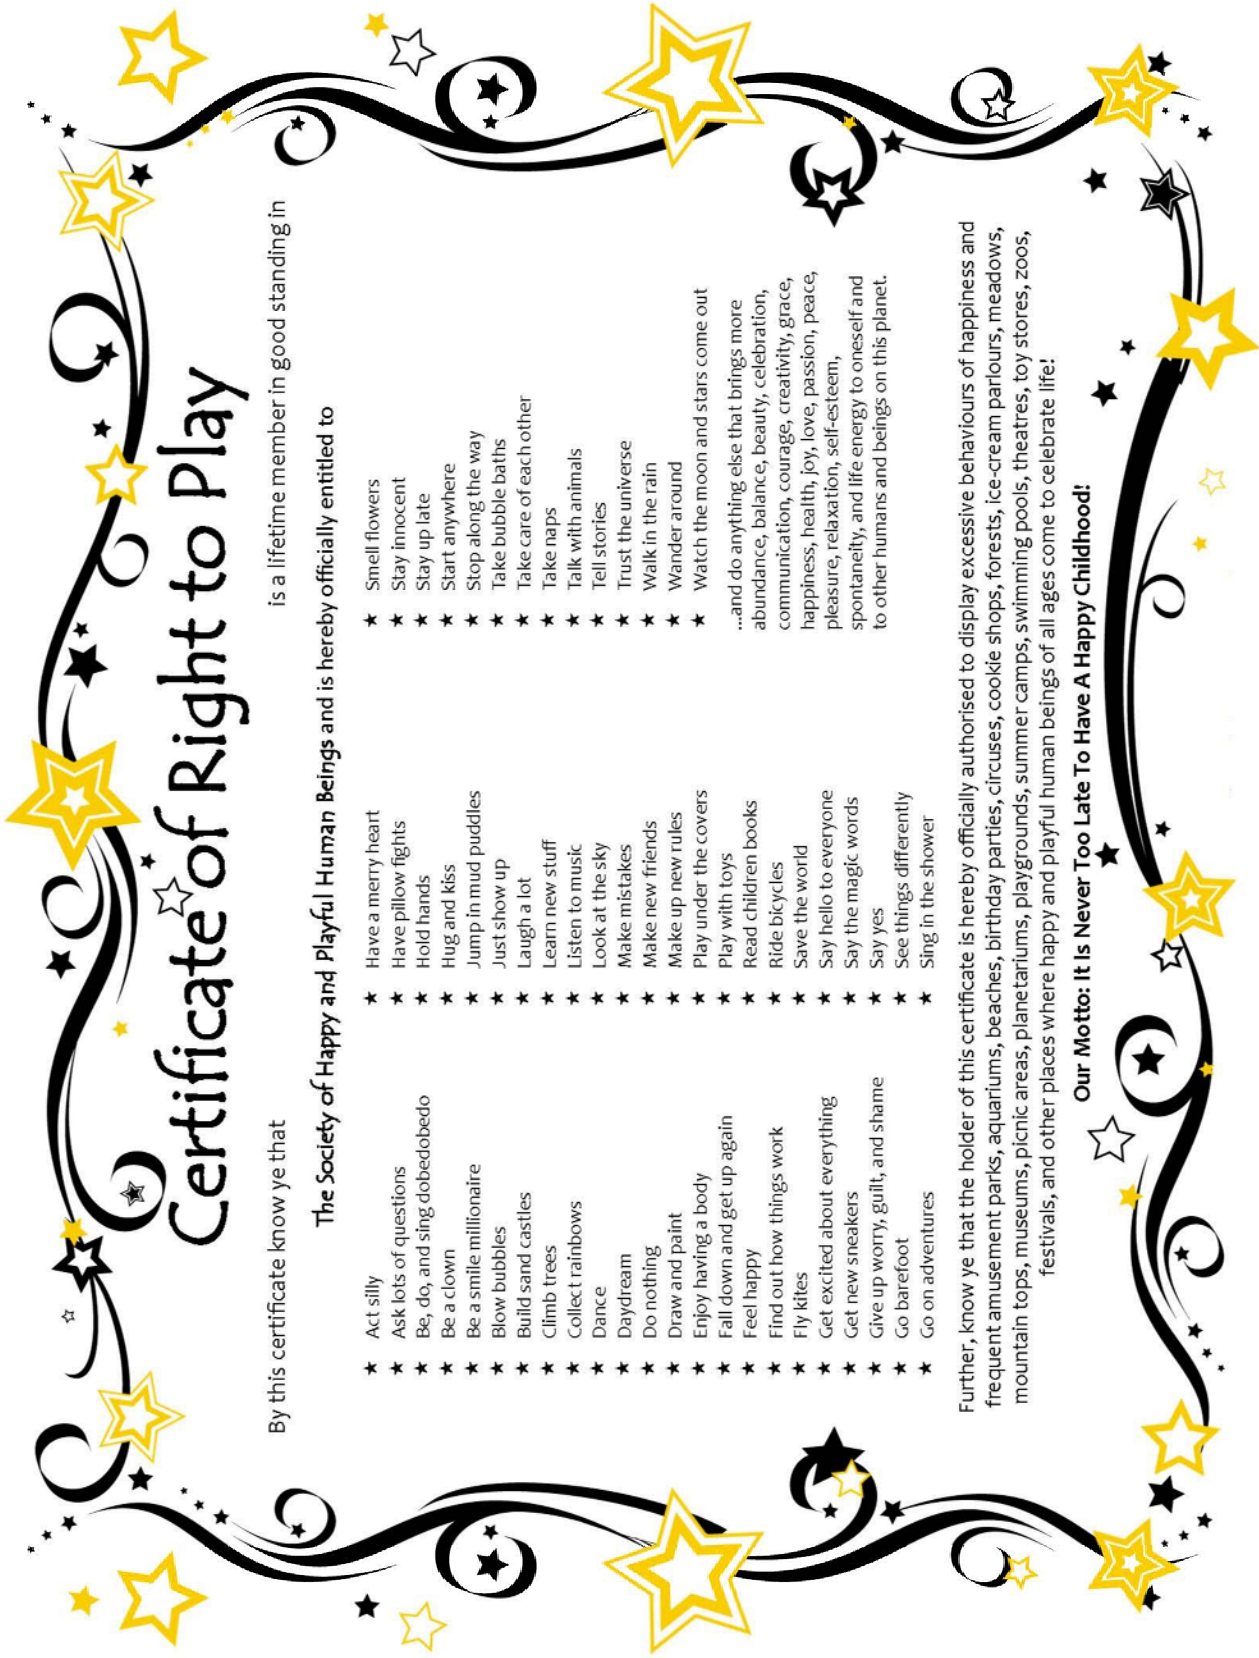 Certificate of Right to Play
By this certificate know ye that is a lifetime member in good standing in
The Society of Happy and Playful Human Beings and is hereby officially entitled to
★ Act silly
★ Ask lots of questions
★ Be, do, and sing dobedobedo
★ Be a clown
★ Be a smile millionaire
★ Blow bubbles
★ Build sand castles
★ Climb trees
★ Collect rainbows
★ Dance
★ Daydream
★ Do nothing
★ Draw and paint
★ Enjoy having a body
★ Fall down and get up again
★ Feel happy
★ Find out how things work
★ Fly kites
★ Get excited about everything
★ Get new sneakers
★ Give up worry, guilt, and shame
★ Go barefoot
★ Go on adventures
★ Have a merry heart
★ Have pillow fights
★ Hold hands
★ Hug and kiss
★ Jump in mud puddles
★ Just show up
★ Laugh a lot
★ Learn new stuff
★ Listen to music
★ Look at the sky
★ Make mistakes
★ Make new friends
★ Make up new rules
★ Play under the covers
★ Play with toys
★ Read children books
★ Ride bicycles
★ Save the world
★ Say hello to everyone
★ Say the magic words
★ Say yes
★ See things differently
★ Sing in the shower
★ Smell flowers
★ Stay innocent
★ Stay up late
★ Start anywhere
★ Stop along the way
★ Take bubble baths
★ Take care of each other
★ Take naps
★ Talk with animals
★ Tell stories
★ Trust the universe
★ Walk in the rain
★ Wander around
★ Watch the moon and stars come out
...and do anything else that brings more
abundance, balance, beauty, celebration,
communication, courage, creativity, grace,
happiness, health, joy, love, passion, peace,
pleasure, relaxation, self-esteem,
spontaneity, and life energy to oneself and
to other humans and beings on this planet.
Further, know ye that the holder of this certificate is hereby officially authorised to display excessive behaviours of happiness and
frequent amusement parks, aquariums, beaches, birthday parties, circuses, cookie shops, forests, ice-cream parlours, meadows,
mountain tops, museums, picnic areas, planetariums, playgrounds, summer camps, swimming pools, theatres, toy stores, zoos,
festivals, and other places where happy and playful human beings of all ages come to celebrate life!
Our Motto: It Is Never Too Late To Have A Happy Childhood!